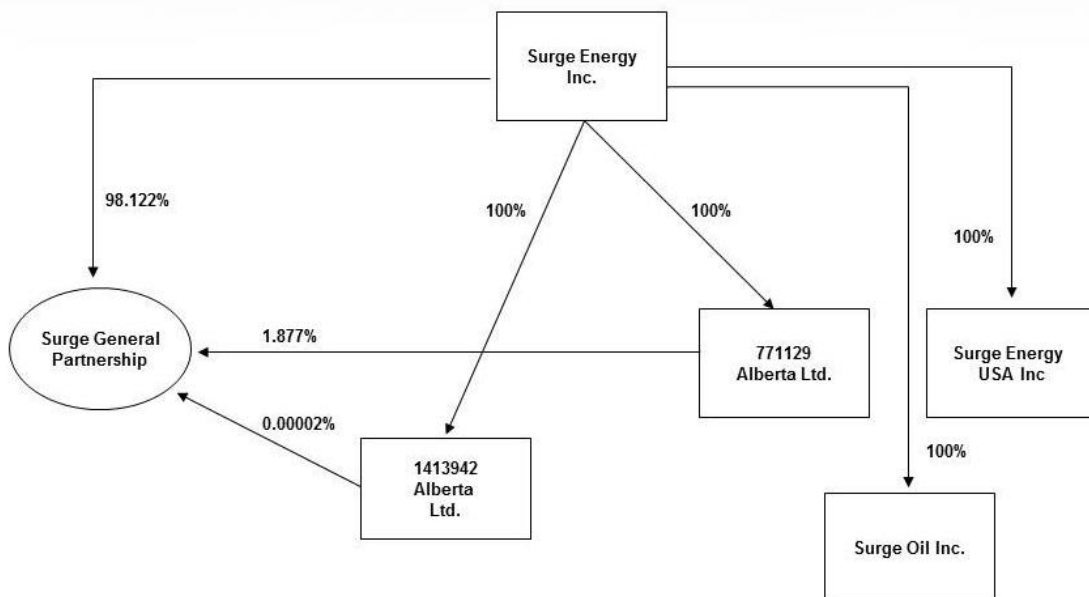 Surge Energy
Inc.
98.122%
100%
100%
100%
Surge General
Partnership
1.877%
771129
Alberta Ltd.
Surge Energy
USA Inc
0.00002%
1413942
Alberta
Ltd.
100%
Surge Oil Inc.